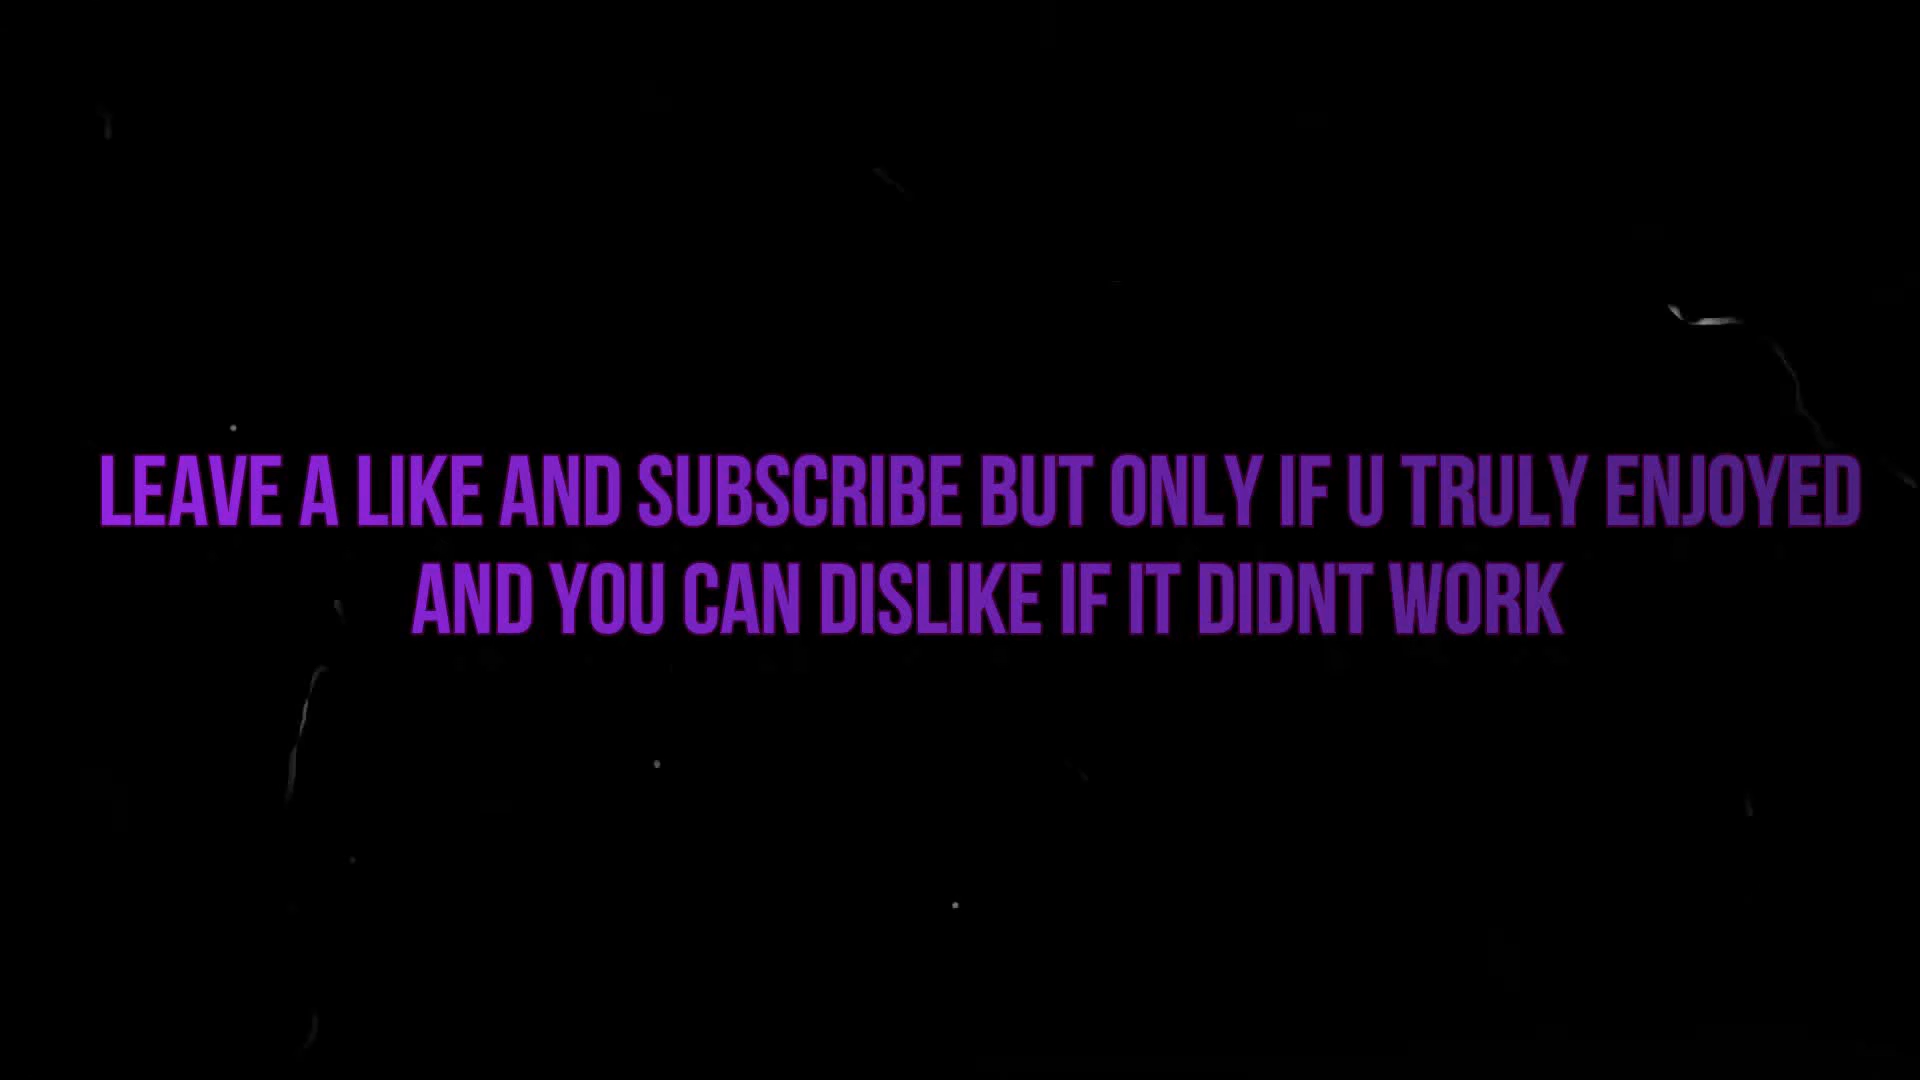 LEAVE A LIKE AND SUBSCRIBE BUT ONLY IF U TRULY ENJOYED
AND YOU CAN DISLIKE IF IT DIDNT WORK